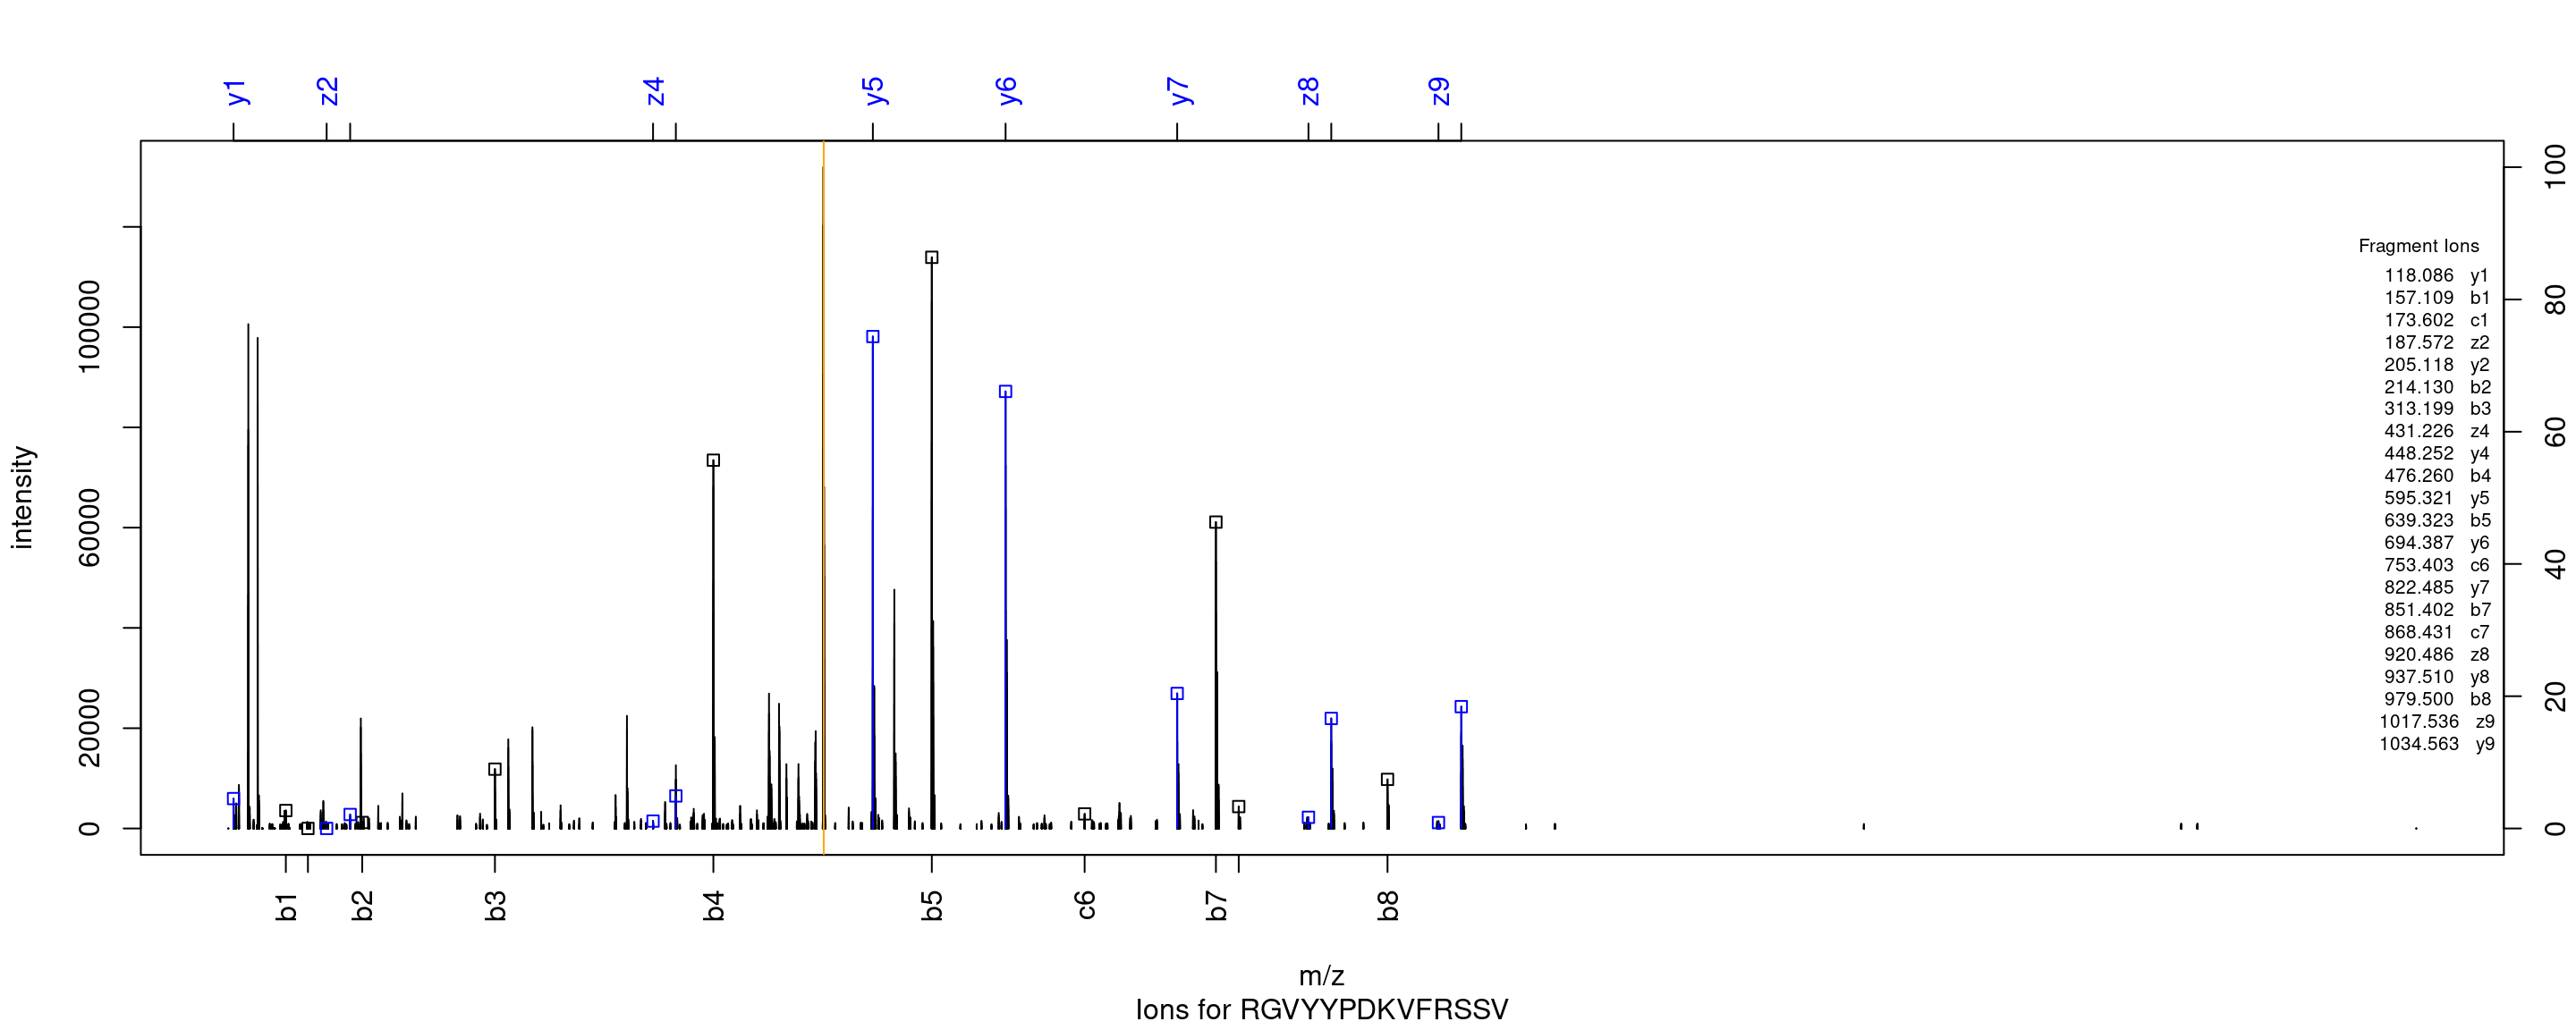 y1 z2 z4 y5 y6 y7 z8 z9
0 20000 60000 100000
intensity
0 20 40 60 80 100
Fragment Ions
118.086 y1
157.109 b1
173.602 c1
187.572 z2
205.118 y2
214.130 b2
313.199 b3
431.226 z4
448.252 y4
476.260 b4
595.321 y5
639.323 b5
694.387 y6
753.403 c6
822.485 y7
851.402 b7
868.431 c7
920.486 z8
937.510 y8
979.500 b8
1017.536 z9
1034.563 y9
b1 b2 b3 b4 b5 c6 b7 b8
m/z
Ions for RGVYYPDKVFRSSV